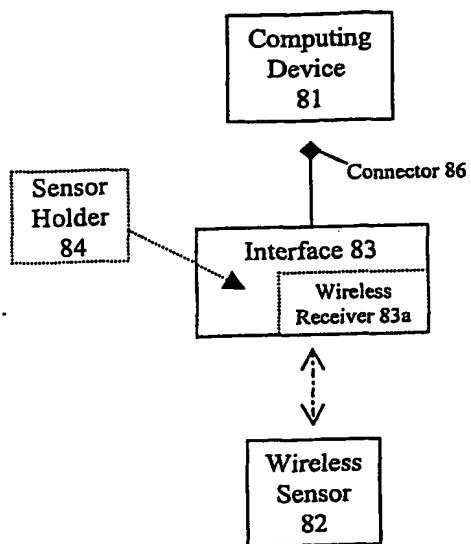 Computing
Device
81
Connector 86
Sensor
Holder
84
Interface 83
Wireless
Receiver 83a
Wireless
Sensor
82